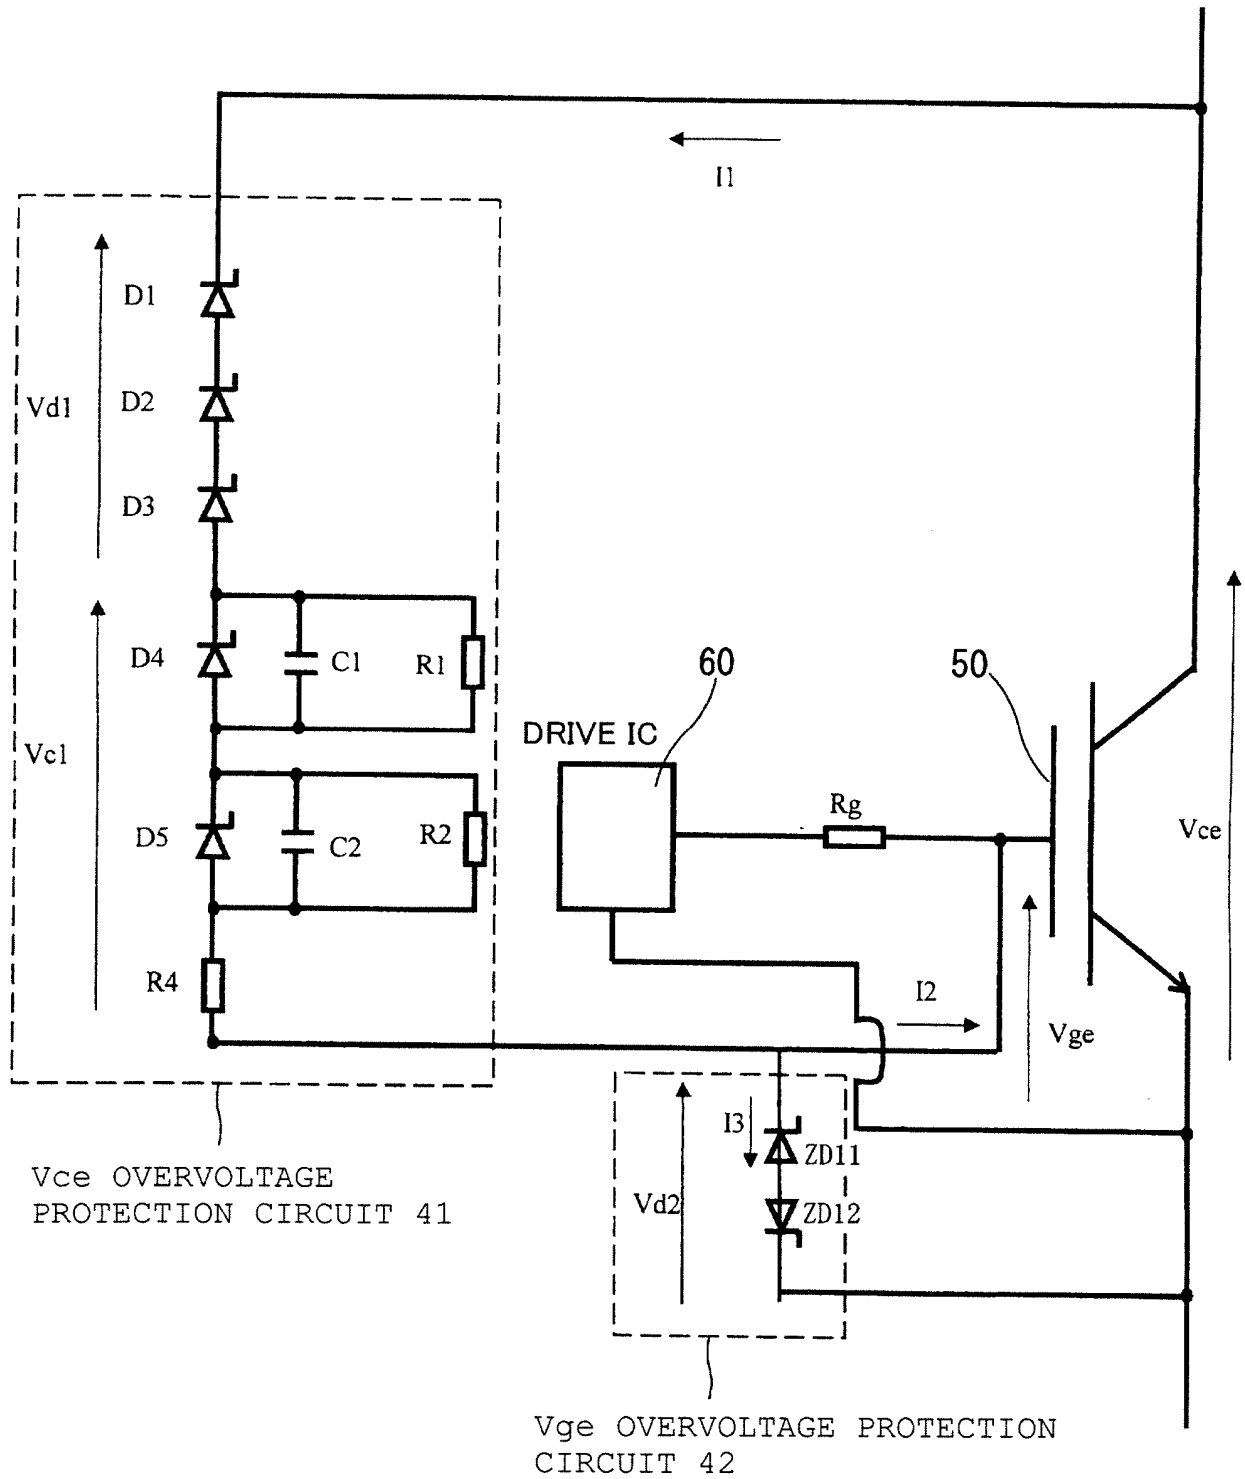 I1
D1
Vd1
D2
D3
D4
C1
R1
Vc1
D5
C2
R2
R4
60
50
DRIVE IC
Rg
Vce
I2
Vge
I3
ZD11
Vd2
ZD12
Vce OVERVOLTAGE
PROTECTION CIRCUIT 41
Vge OVERVOLTAGE PROTECTION
CIRCUIT 42